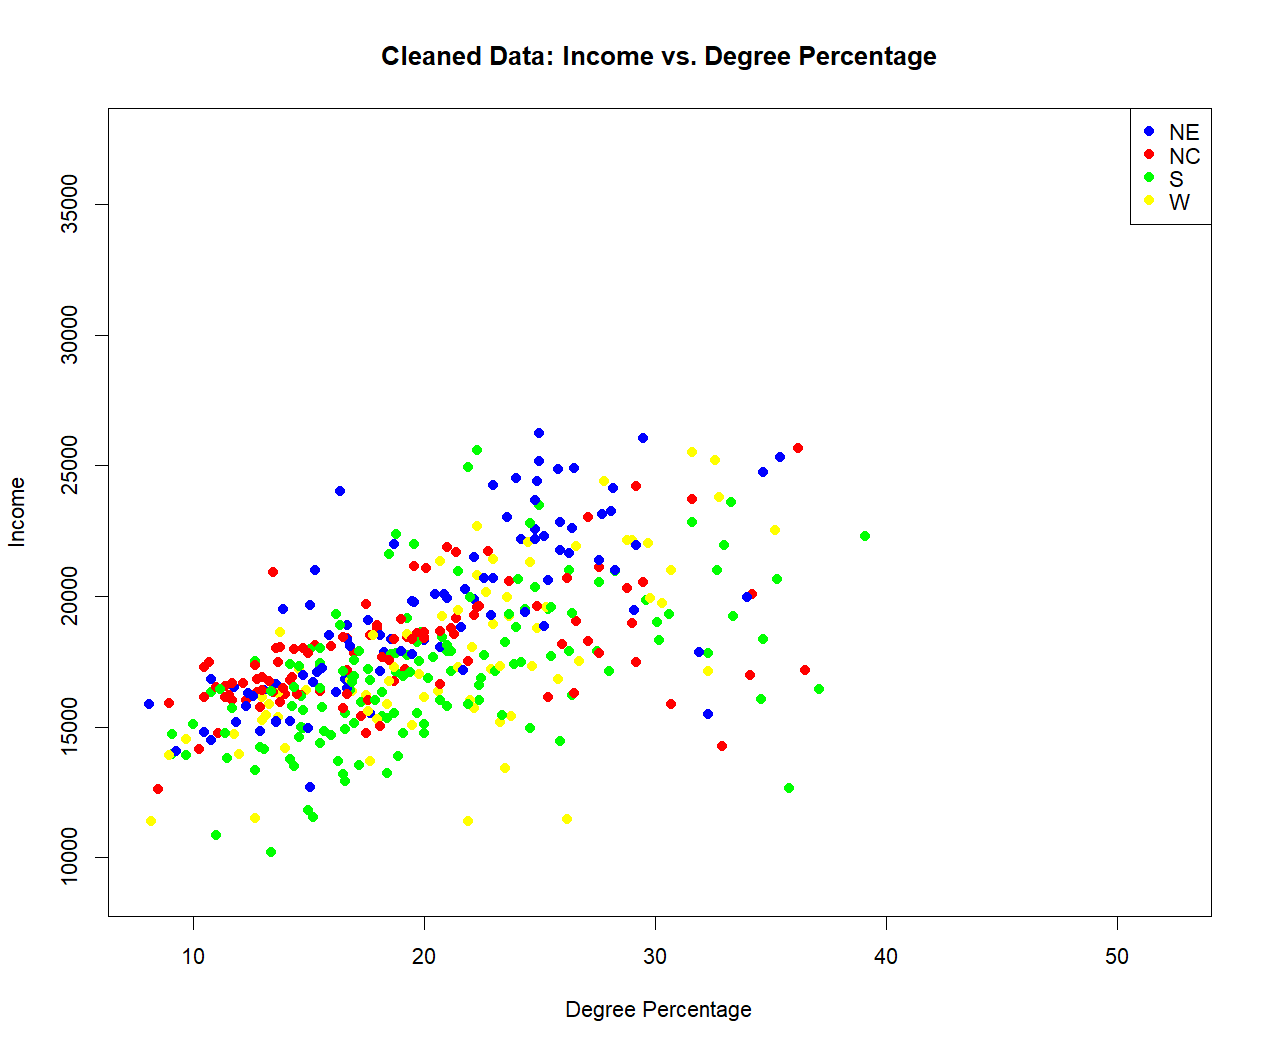 Cleaned Data: Income vs. Degree Percentage
NE
NC
S
W
35000
30000
25000
20000
15000
10000
Income
10 20 30 40 50
Degree Percentage